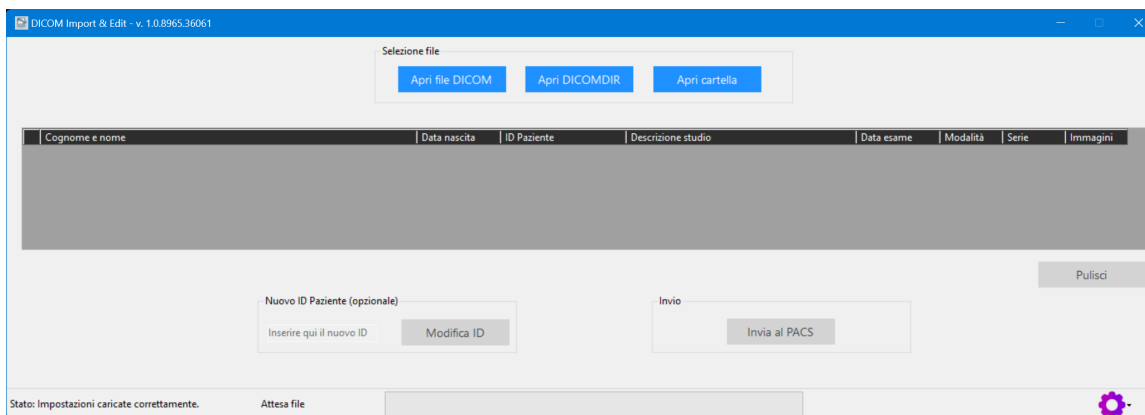 DICOM Import & Edit - v. 1.0.8965.36061
Selezione file
Apri file DICOM Apri DICOMDIR Apri cartella
Cognome e nome Data nascita ID Paziente Descrizione studio Data esame Modalità Serie Immagini
Pulisci
Nuovo ID Paziente (opzionale) Invio
Inserire qui il nuovo ID Modifica ID Invia al PACS
Stato: Impostazioni caricate correttamente. Attesa file